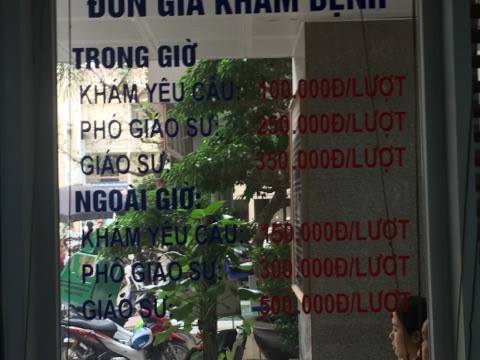 ĐƠN GIÁ KHÁM BỆNH
TRONG GIỜ
KHÁM YÊU CẦU: 100.000Đ/LƯỢT
PHÓ GIÁO SƯ: 250.000Đ/LƯỢT
GIÁO SƯ: 350.000Đ/LƯỢT
NGOÀI GIỜ:
KHÁM YÊU CẦU: 150.000Đ/LƯỢT
PHÓ GIÁO SƯ: 300.000Đ/LƯỢT
GIÁO SƯ: 500.000Đ/LƯỢT